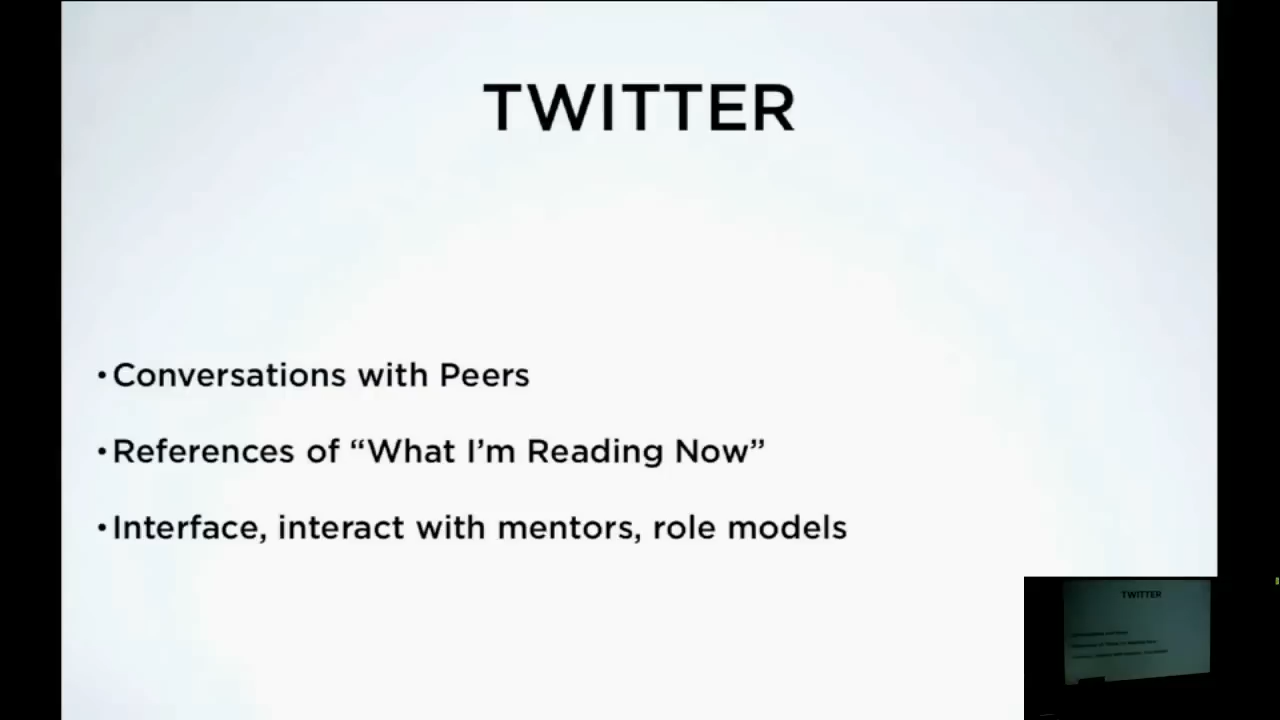 TWITTER
•Conversations with Peers
•References of “What I’m Reading Now”
•Interface, interact with mentors, role models
TWITTER